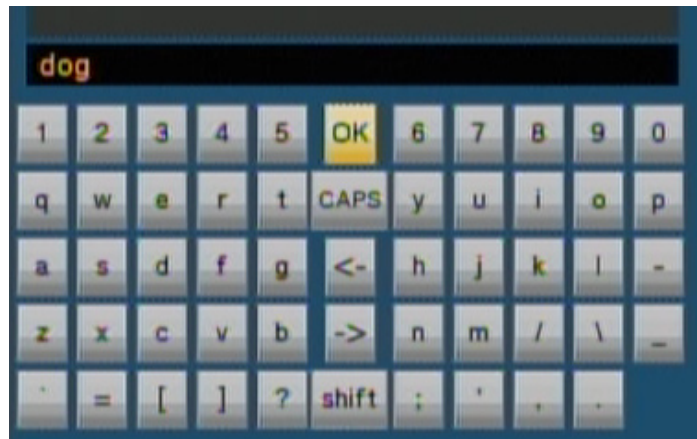 dog
1 2 3 4 5 OK 6 7 8 9 0
q w e r t CAPS y u i o p
a s d f g <- h j k l -
z x c v b -> n m / \ _
` = [ ] ? shift ; ' , .